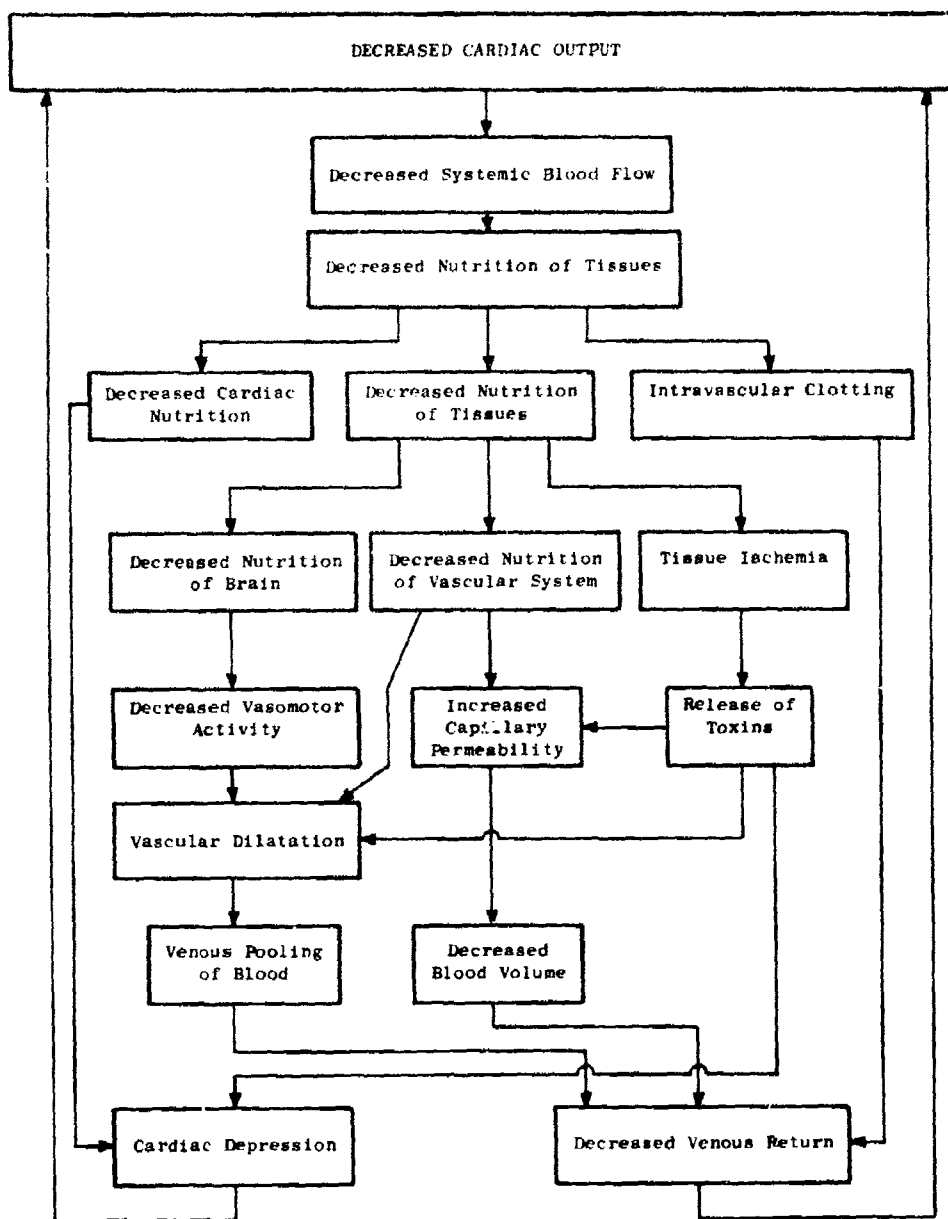 DECREASED CARDIAC OUTPUT
Decreased Systemic Blood Flow
Decreased Nutrition of Tissues
Decreased Cardiac
Nutrition
Decreased Nutrition
of Tissues
Intravascular Clotting
Decreased Nutrition
of Brain
Decreased Nutrition
of Vascular System
Tissue Ischemia
Decreased Vasomotor
Activity
Increased
Capillary
Permeability
Release of
Toxins
Vascular Dilatation
Venous Pooling
of Blood
Decreased
Blood Volume
Cardiac Depression
Decreased Venous Return